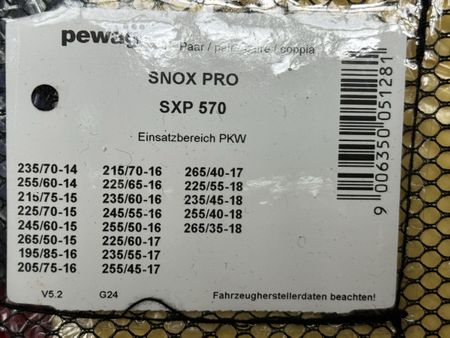 pewag Paar / pair / paire / coppia
SNOX PRO
SXP 570
Einsatzbereich PKW
235/70-14 215/70-16 265/40-17
255/60-14 225/65-16 225/55-18
215/75-15 235/60-16 235/45-18
225/70-15 245/55-16 255/40-18
245/60-15 255/50-16 265/35-18
265/50-15 225/60-17
195/85-16 235/55-17
205/75-16 255/45-17
V5.2 G24 Fahrzeugherstellerdaten beachten!
9 006350 051281